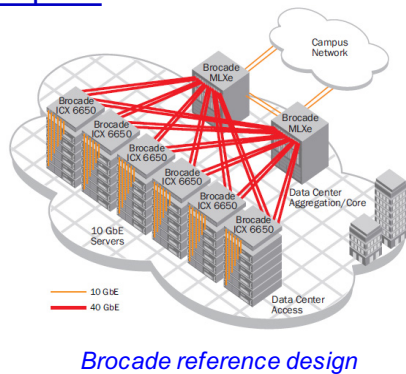 Campus
Network
Brocade
MLXe
Brocade
MLXe
Brocade
ICX 6650
Brocade
ICX 6650
Brocade
ICX 6650
Brocade
ICX 6650
Brocade
ICX 6650
Brocade
ICX 6650
Data Center
Aggregation/Core
10 GbE
Servers
Data Center
Access
10 GbE
40 GbE
Brocade reference design